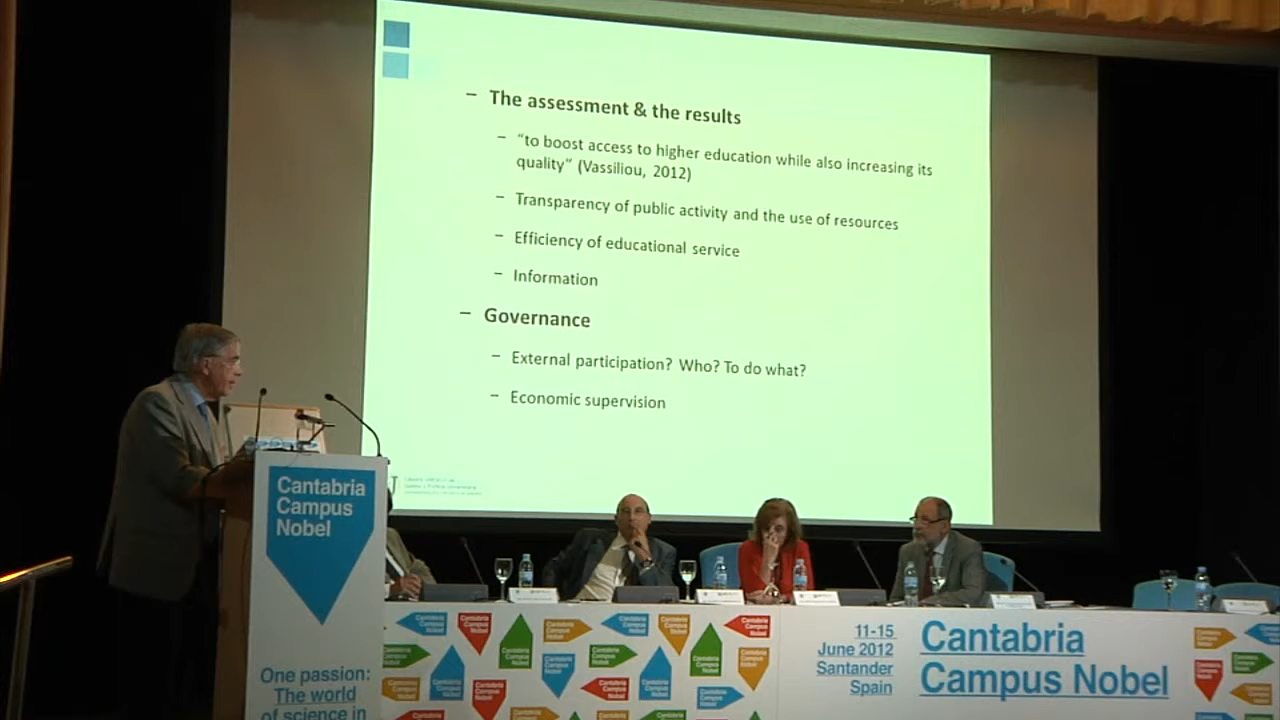 – The assessment & the results
– “to boost access to higher education while also increasing its
quality” (Vassiliou, 2012)
– Transparency of public activity and the use of resources
– Efficiency of educational service
– Information
– Governance
– External participation? Who? To do what?
– Economic supervision
Cantabria
Campus
Nobel
One passion:
The world
of science in
11-15
June 2012
Santander
Spain
Cantabria
Campus Nobel